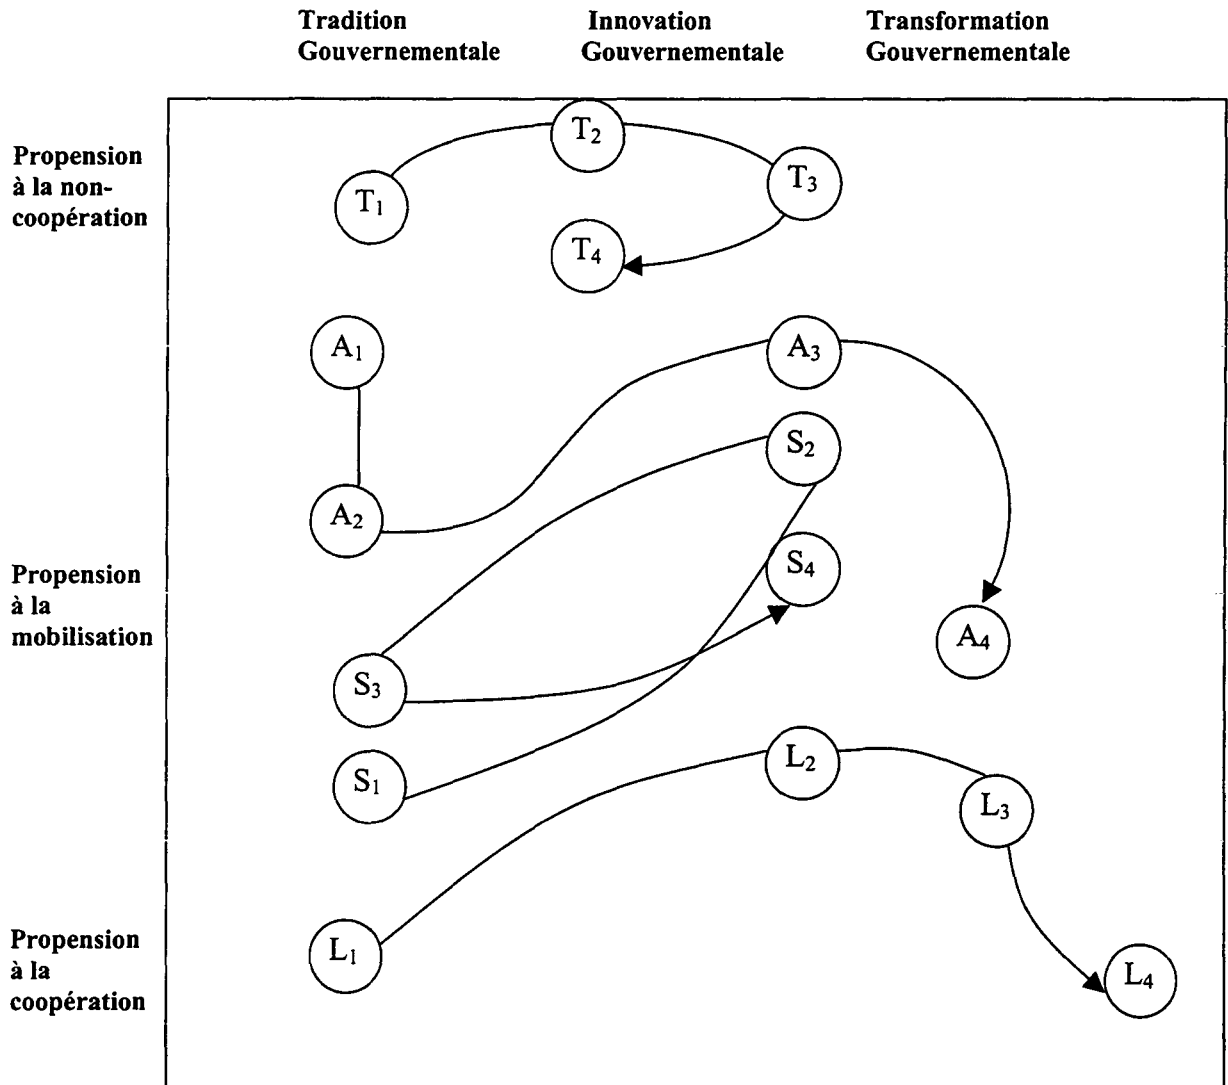 Tradition
Gouvernementale
Innovation
Gouvernementale
Transformation
Gouvernementale
Propension
à la non-
coopération
T₁
T₂
T₃
T₄
A₁
A₃
S₂
A₂
S₄
Propension
à la
mobilisation
A₄
S₃
S₁
L₂
L₃
Propension
à la
coopération
L₁
L₄